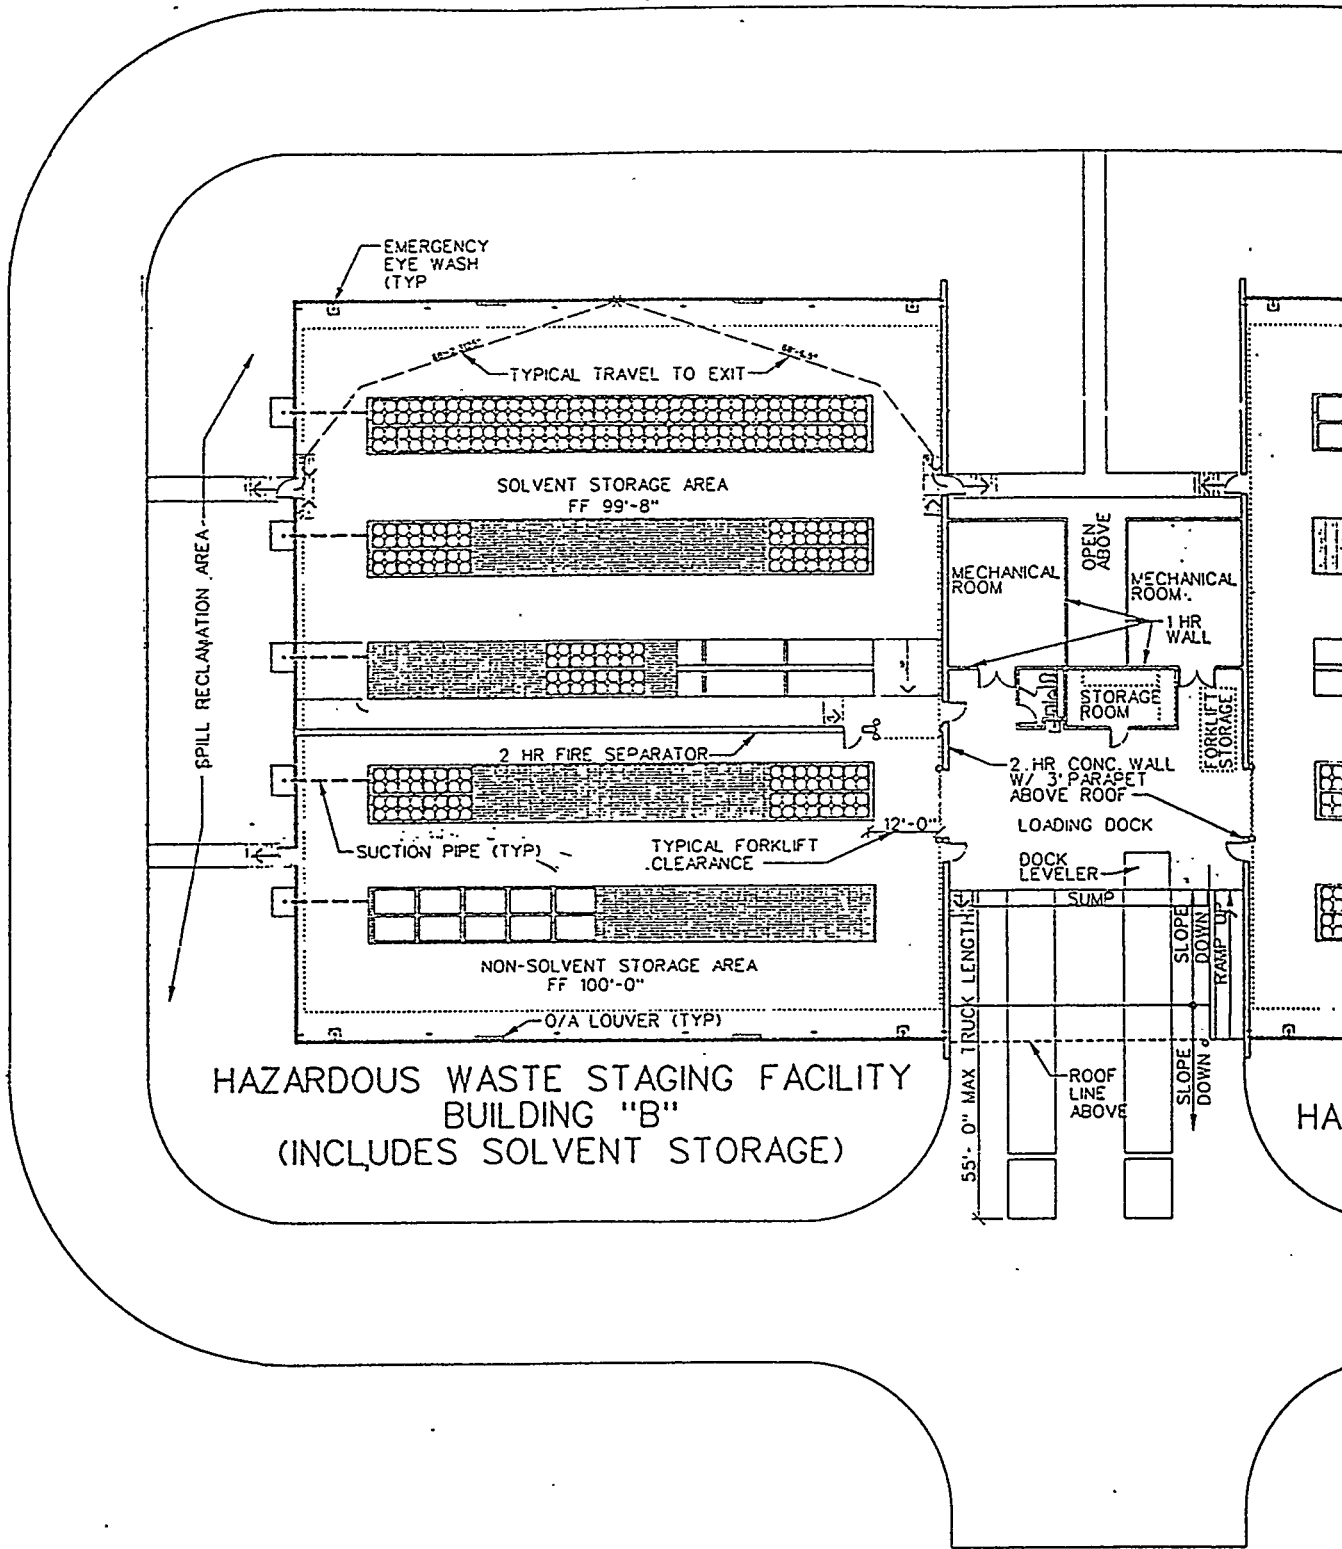 EMERGENCY
EYE WASH
(TYP
TYPICAL TRAVEL TO EXIT
SOLVENT STORAGE AREA
FF 99'-8"
SPILL RECLAMATION AREA
OPEN
ABOVE
MECHANICAL
ROOM
MECHANICAL
ROOM
1 HR
WALL
STORAGE
ROOM
FORKLIFT
STORAGE
2 HR FIRE SEPARATOR
2 HR CONC. WALL
W/ 3' PARAPET
ABOVE ROOF
12'-0"
LOADING DOCK
SUCTION PIPE (TYP)
TYPICAL FORKLIFT
CLEARANCE
DOCK
LEVELER
SUMP
SLOPE
DOWN
RAMP UP
NON-SOLVENT STORAGE AREA
FF 100'-0"
O/A LOUVER (TYP)
55'-0" MAX TRUCK LENGTH
ROOF
LINE
ABOVE
SLOPE
DOWN
HAZARDOUS WASTE STAGING FACILITY
BUILDING "B"
(INCLUDES SOLVENT STORAGE)
HA